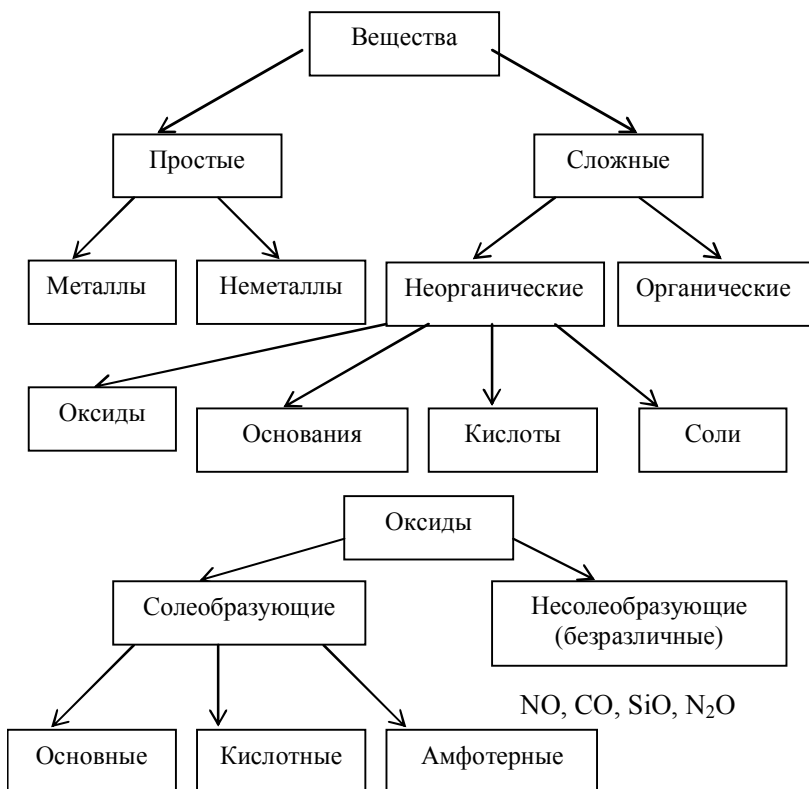 Вещества
Простые
Сложные
Металлы
Неметаллы
Неорганические
Органические
Оксиды
Основания
Кислоты
Соли
Оксиды
Солеобразующие
Несолеобразующие
(безразличные)
NO, CO, SiO, N₂O
Основные
Кислотные
Амфотерные